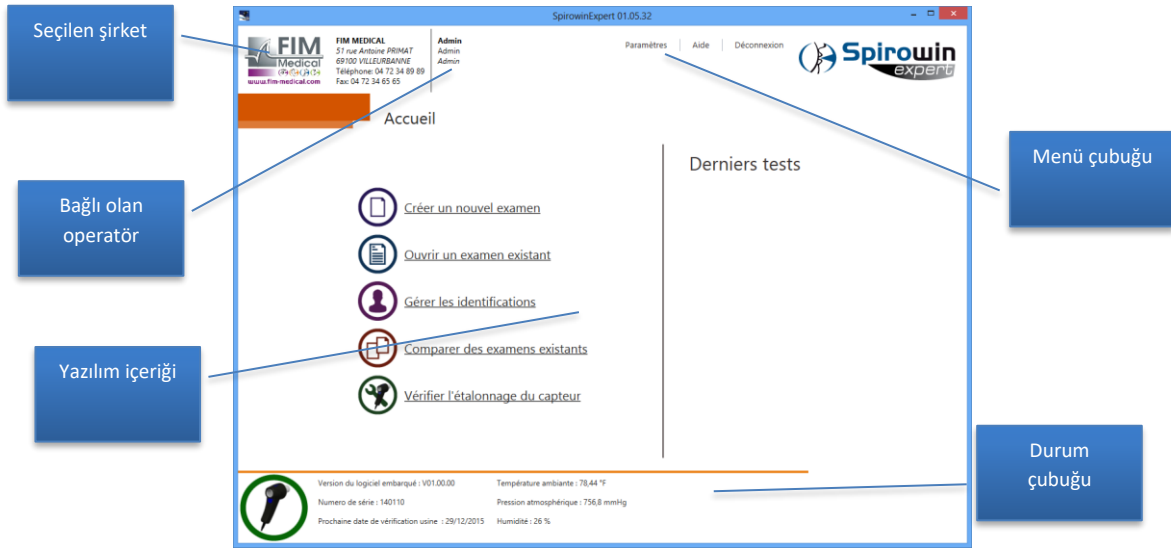 Seçilen şirket
Bağlı olan
operatör
Yazılım içeriği
Menü çubuğu
Durum
çubuğu
SpirowinExpert 01.05.32
FIM
Medical
www.fim-medical.com
FIM MEDICAL
51 rue Antoine PRIMAT
69100 VILLEURBANNE
Téléphone: 04 72 34 89 89
Fax: 04 72 34 65 65
Admin
Admin
Admin
Paramètres
Aide
Déconnexion
Spirowin
expert
Accueil
Créer un nouvel examen
Ouvrir un examen existant
Gérer les identifications
Comparer des examens existants
Vérifier l'étalonnage du capteur
Derniers tests
Version du logiciel embarqué : V01.00.00
Numero de série : 140110
Prochaine date de vérification usine : 29/12/2015
Température ambiante : 78,44 °F
Pression atmosphérique : 756,8 mmHg
Humidité : 26 %